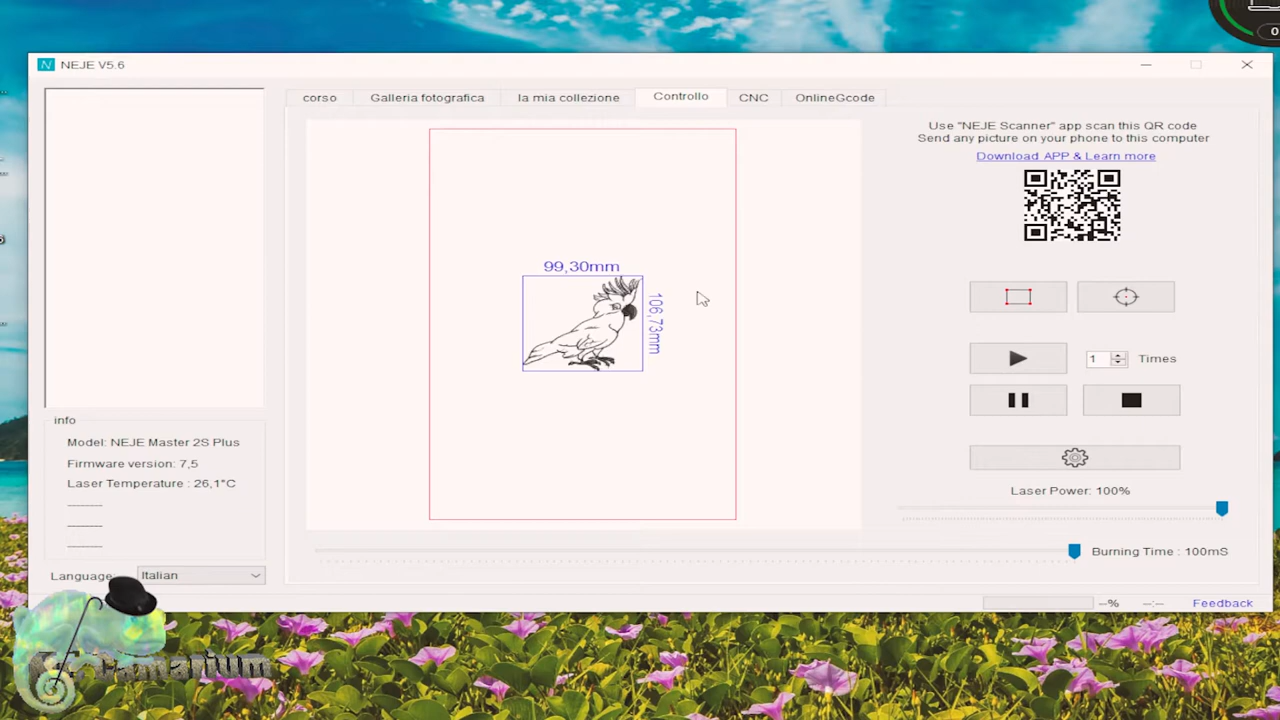 NEJE V5.6
corso
Galleria fotografica
la mia collezione
Controllo
CNC
OnlineGcode
Use "NEJE Scanner" app scan this QR code
Send any picture on your phone to this computer
Download APP & Learn more
99,30mm
106,73mm
1 Times
info
Model: NEJE Master 2S Plus
Firmware version: 7,5
Laser Temperature : 26,1°C
--------
--------
--------
Laser Power: 100%
Burning Time : 100mS
Language: Italian
--% --:--
Feedback